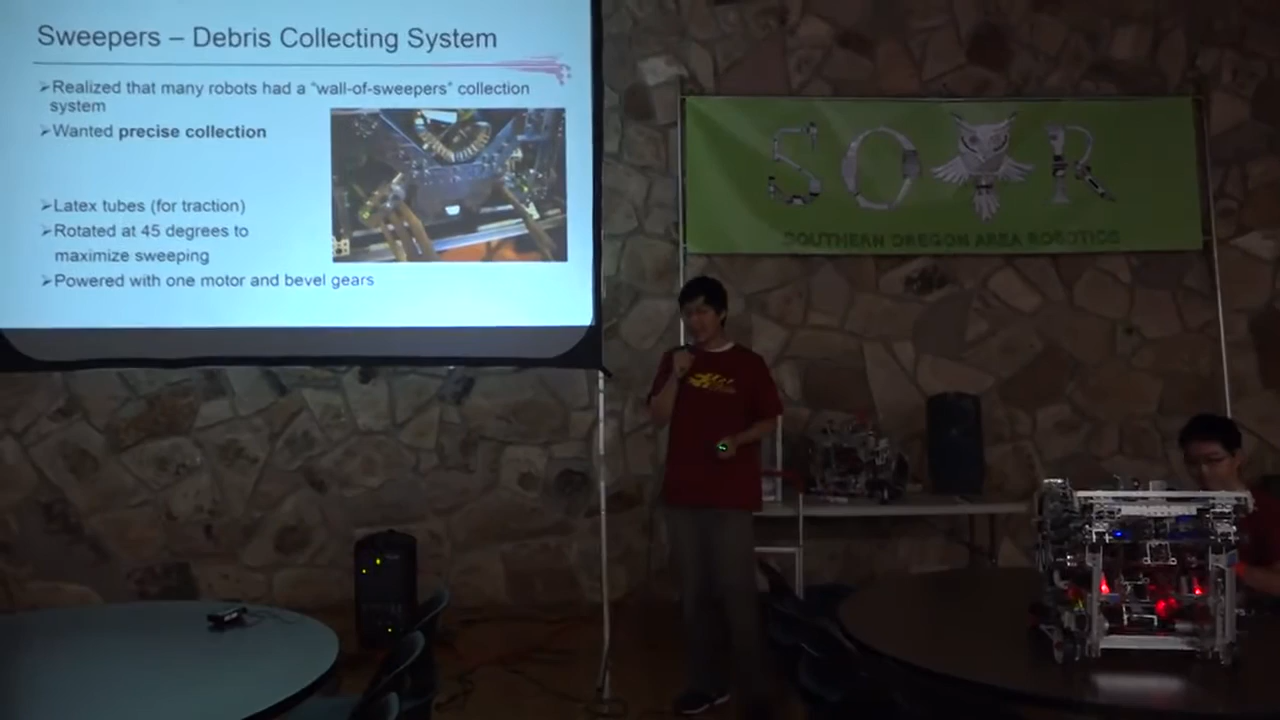 Sweepers – Debris Collecting System
➢Realized that many robots had a “wall-of-sweepers” collection
system
➢Wanted precise collection
➢Latex tubes (for traction)
➢Rotated at 45 degrees to
maximize sweeping
➢Powered with one motor and bevel gears
SOAR
SOUTHERN OREGON AREA ROBOTICS